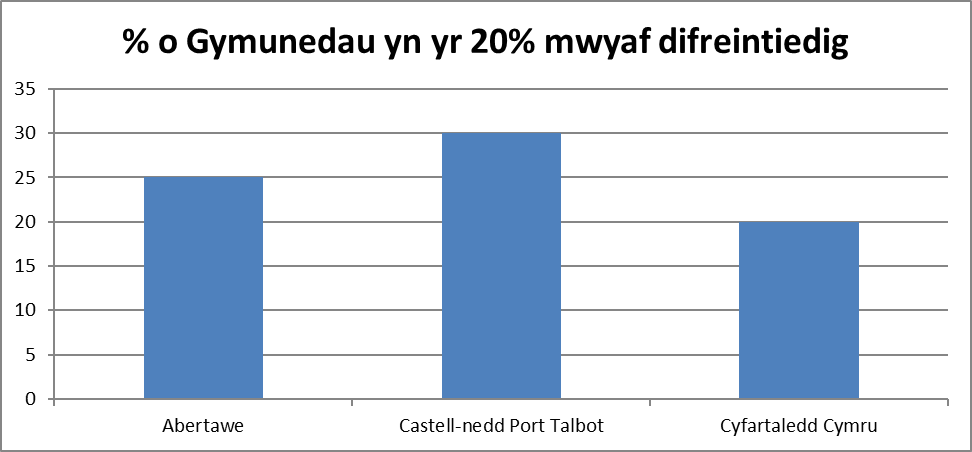 % o Gymunedau yn yr 20% mwyaf difreintiedig
35
30
25
20
15
10
5
0
Abertawe
Castell-nedd Port Talbot
Cyfartaledd Cymru